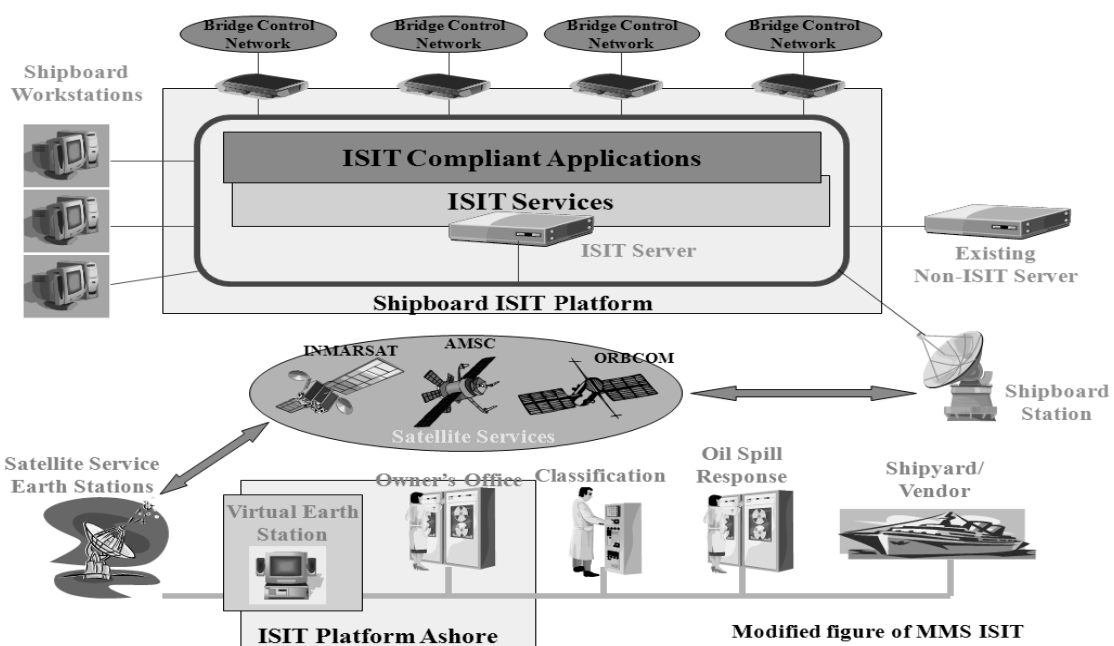 Bridge Control
Network
Bridge Control
Network
Bridge Control
Network
Bridge Control
Network
Shipboard
Workstations
ISIT Compliant Applications
ISIT Services
ISIT Server
Existing
Non-ISIT Server
Shipboard ISIT Platform
INMARSAT
AMSC
ORBCOM
Satellite Services
Shipboard
Station
Satellite Service
Earth Stations
Virtual Earth
Station
Owner's Office
Classification
Oil Spill
Response
Shipyard/
Vendor
ISIT Platform Ashore
Modified figure of MMS ISIT